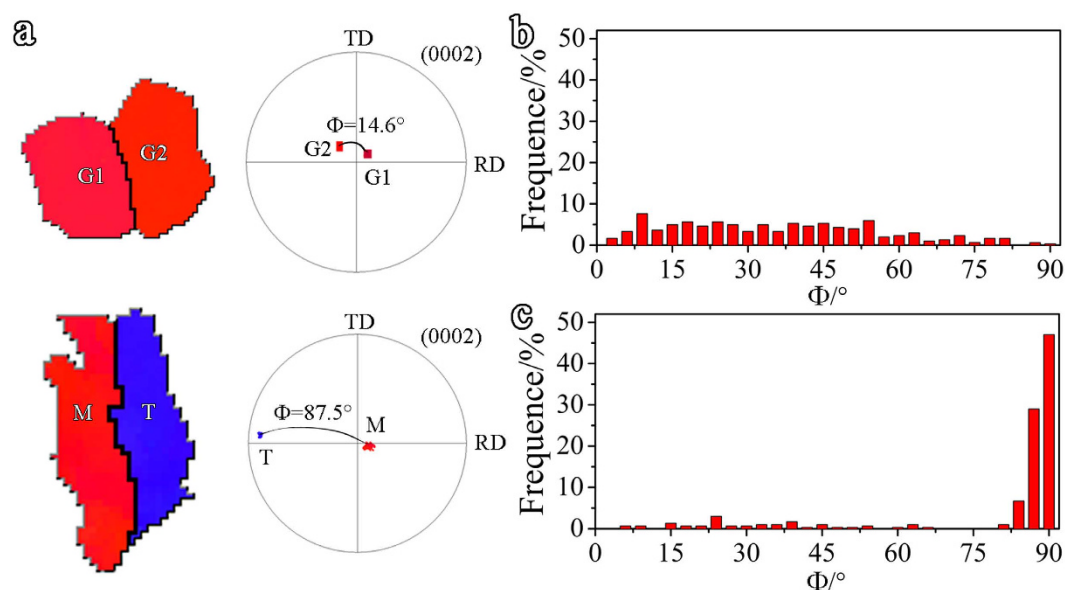 a
G1
G2
TD
(0002)
Φ=14.6°
G2
G1
RD
b
Frequence/%
50
40
30
20
10
0
0 15 30 45 60 75 90
Φ/°
M
T
TD
(0002)
Φ=87.5°
M
T
RD
c
Frequence/%
50
40
30
20
10
0
0 15 30 45 60 75 90
Φ/°